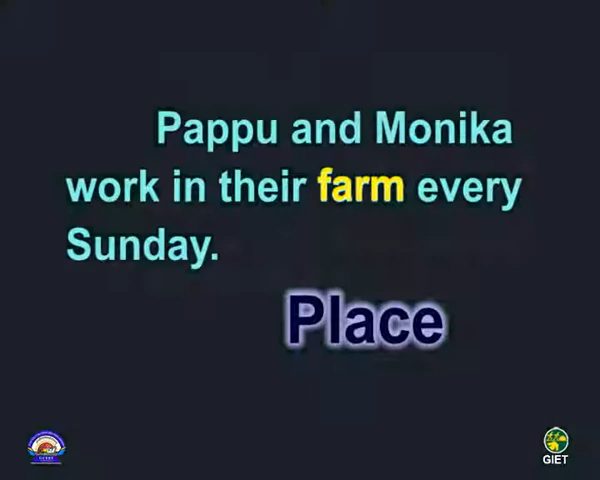 Pappu and Monika
work in their farm every
Sunday.
Place
GIET